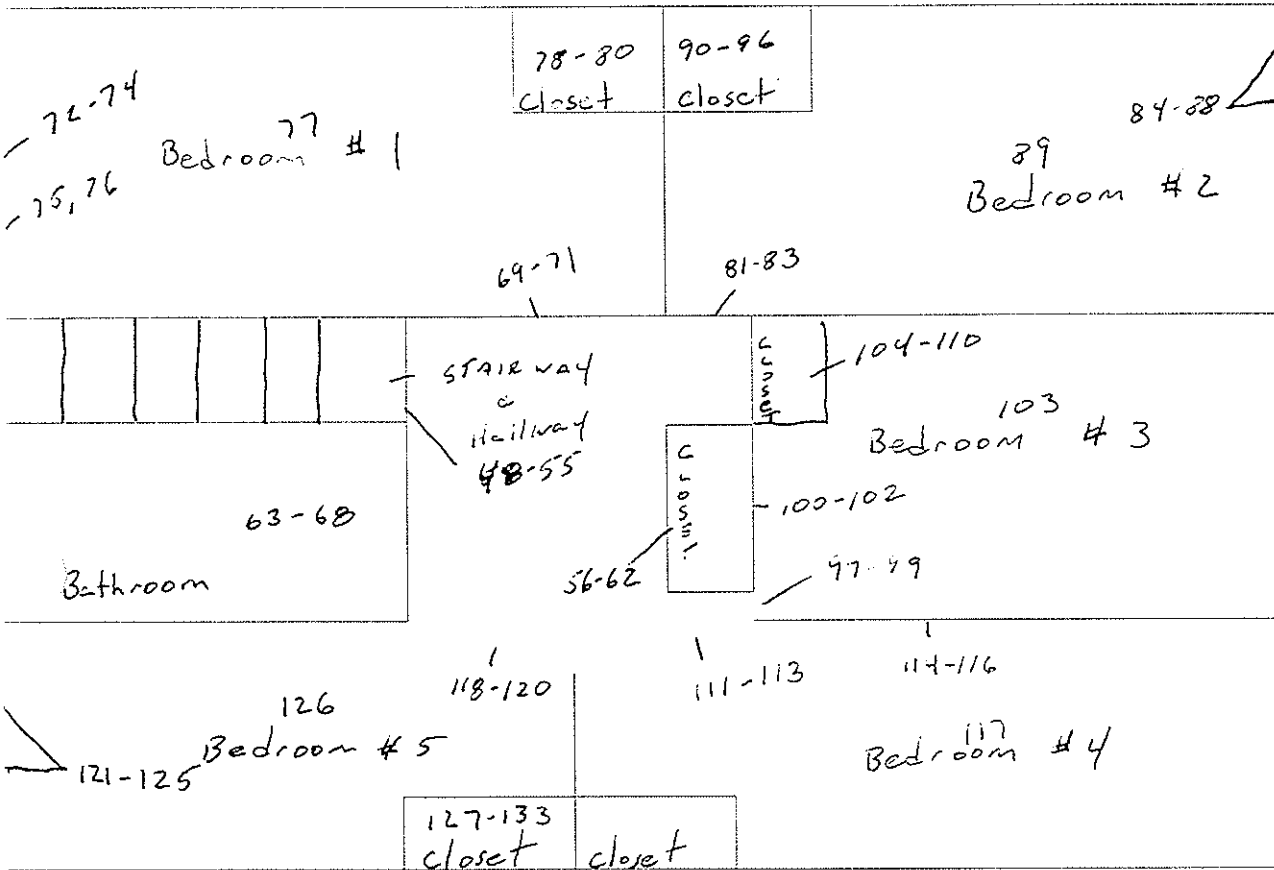 78-80
closet
90-96
closet
72-74
77
Bedroom # 1
75, 76
84-88
89
Bedroom #2
69-71
81-83
STAIRWAY
&
Hallway
48-55
closet
104-110
103
Bedroom # 3
CLOSET
100-102
63-68
Bathroom
56-62
97-99
118-120
111-113
114-116
126
Bedroom # 5
121-125
117
Bedroom # 4
127-133
closet
closet